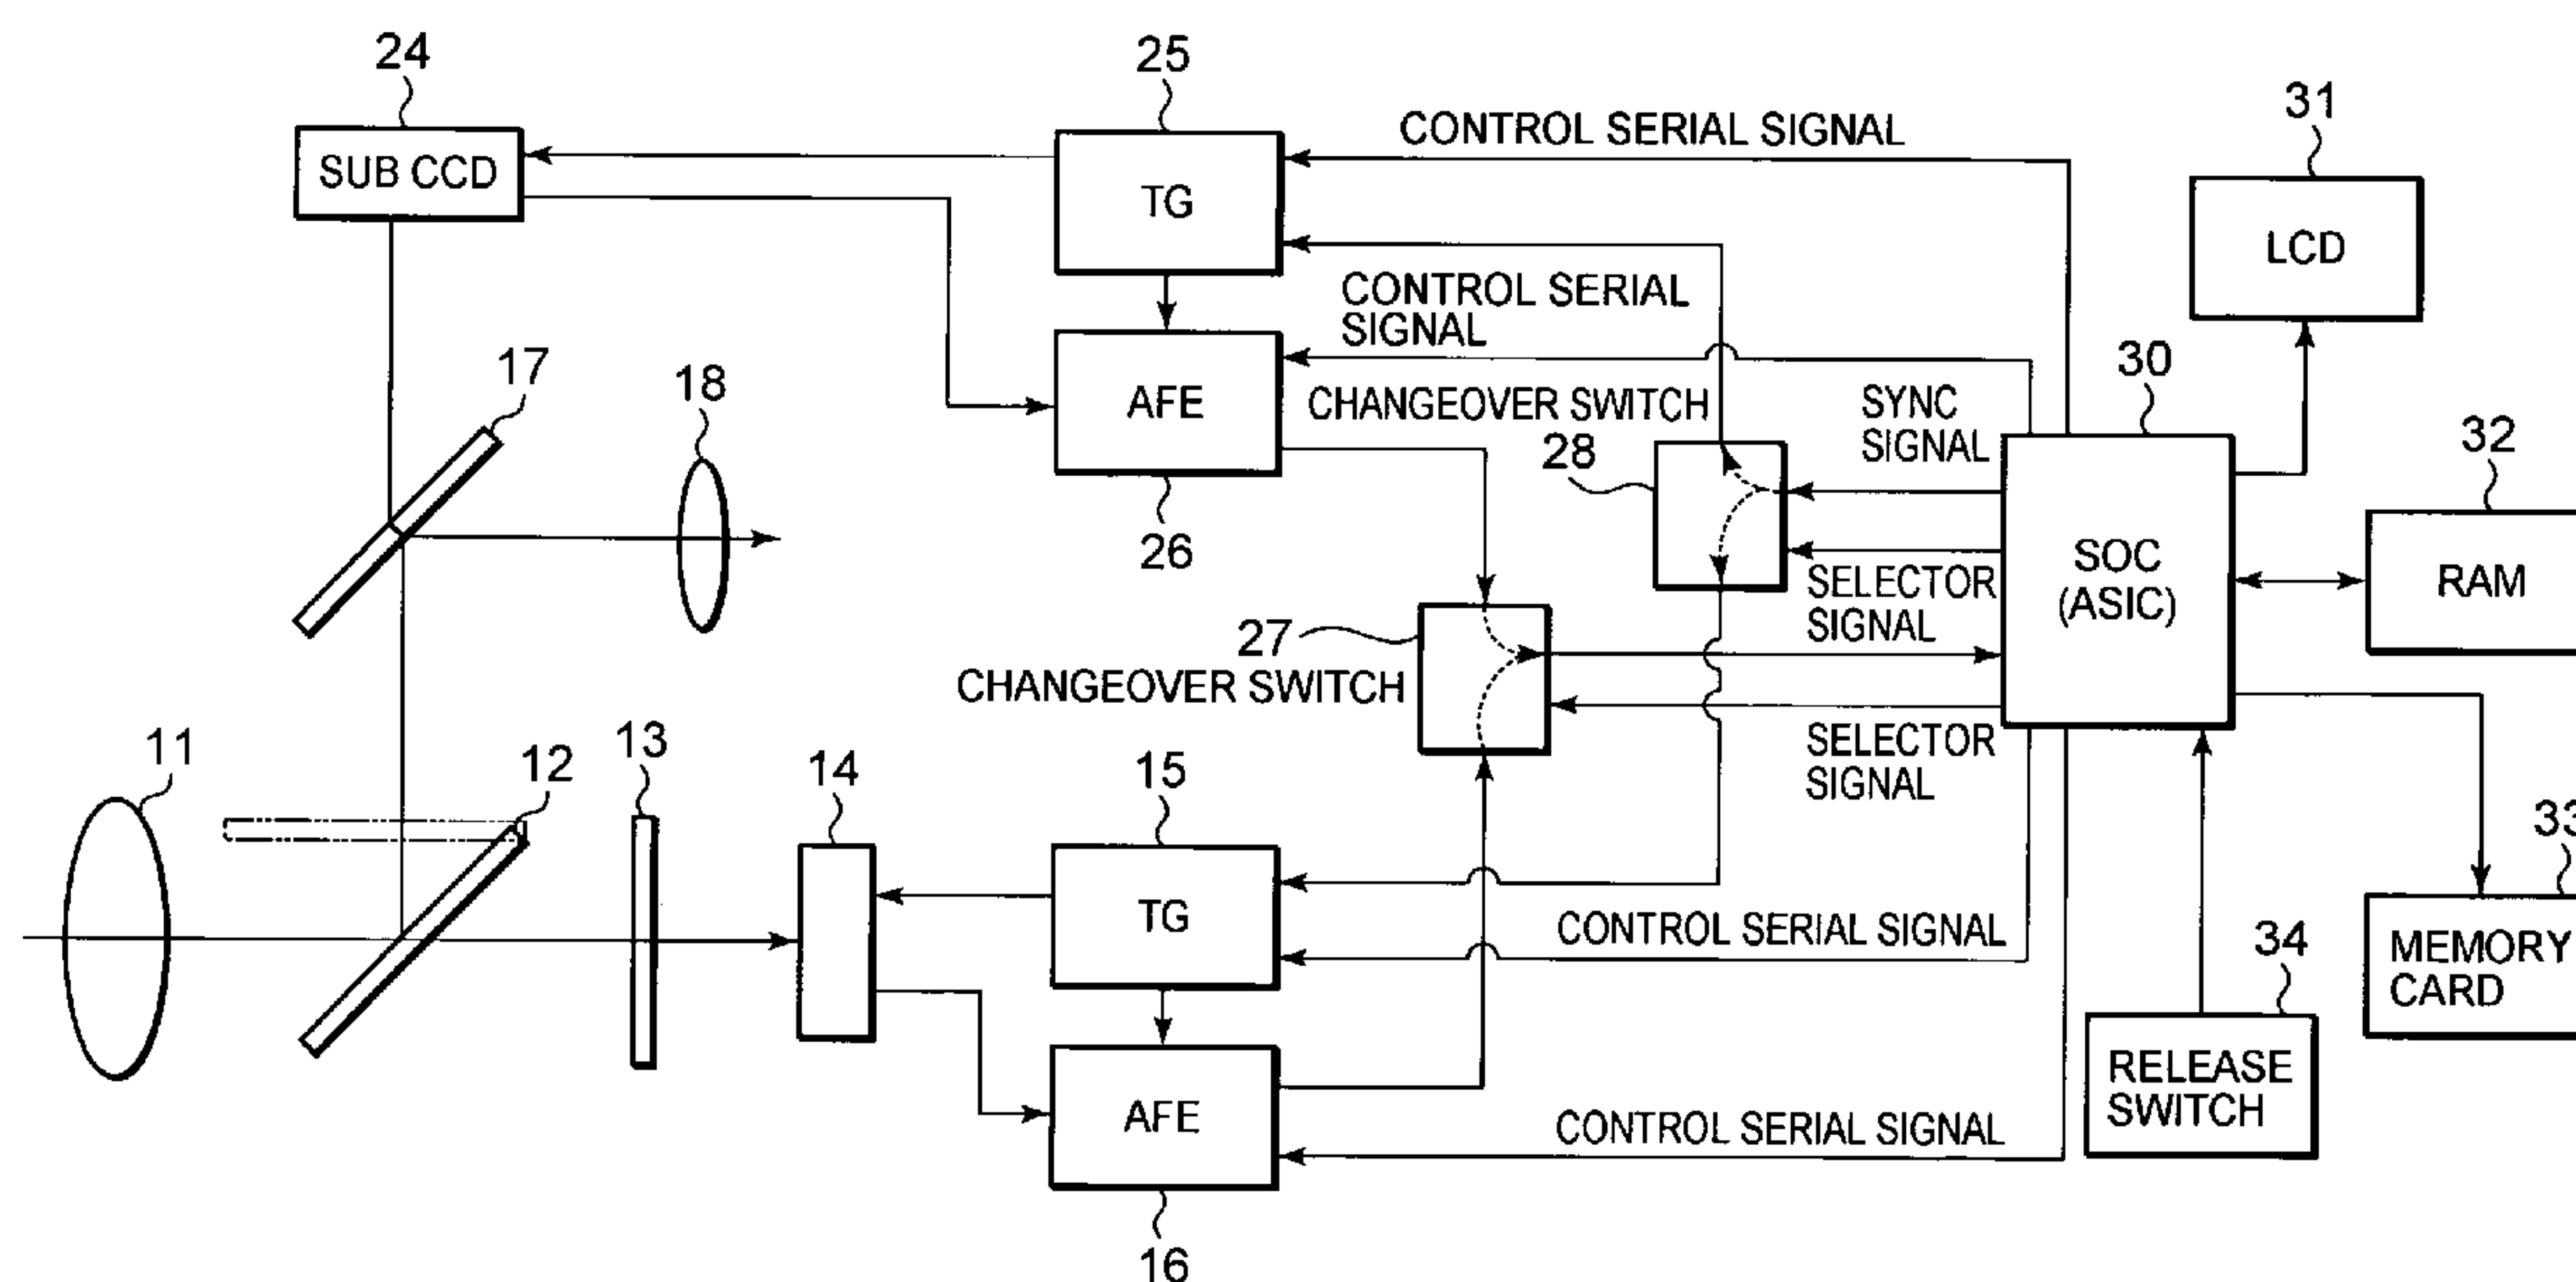 24
SUB CCD
25
TG
CONTROL SERIAL SIGNAL
31
LCD
CONTROL SERIAL
SIGNAL
17
18
AFE
26
CHANGEOVER SWITCH
28
SYNC
SIGNAL
30
SOC
(ASIC)
32
RAM
SELECTOR
SIGNAL
27
CHANGEOVER SWITCH
SELECTOR
SIGNAL
11
12
13
14
15
TG
CONTROL SERIAL SIGNAL
33
MEMORY
CARD
34
RELEASE
SWITCH
AFE
CONTROL SERIAL SIGNAL
16